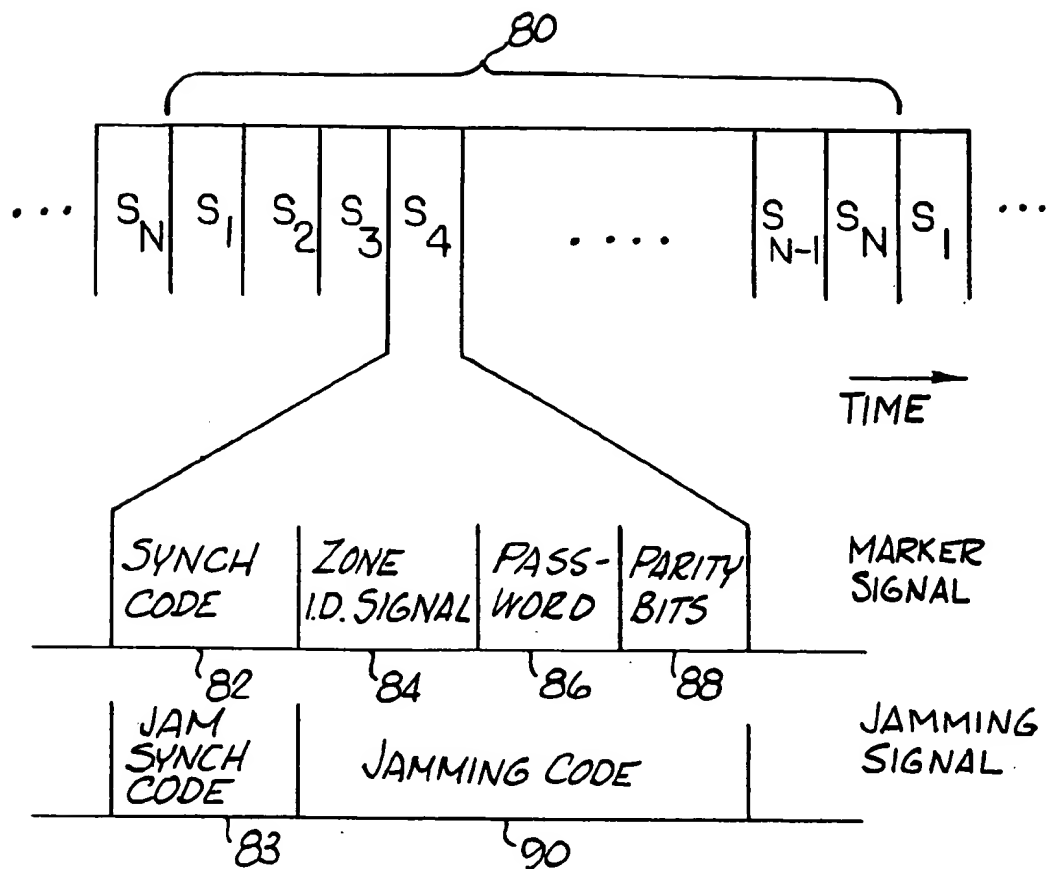 80
... S_N S_1 S_2 S_3 S_4 .... S_N-1 S_N S_1 ...
TIME
SYNCH CODE ZONE I.D. SIGNAL PASS-WORD PARITY BITS MARKER SIGNAL
82 84 86 88
JAM SYNCH CODE JAMMING CODE JAMMING SIGNAL
83 90